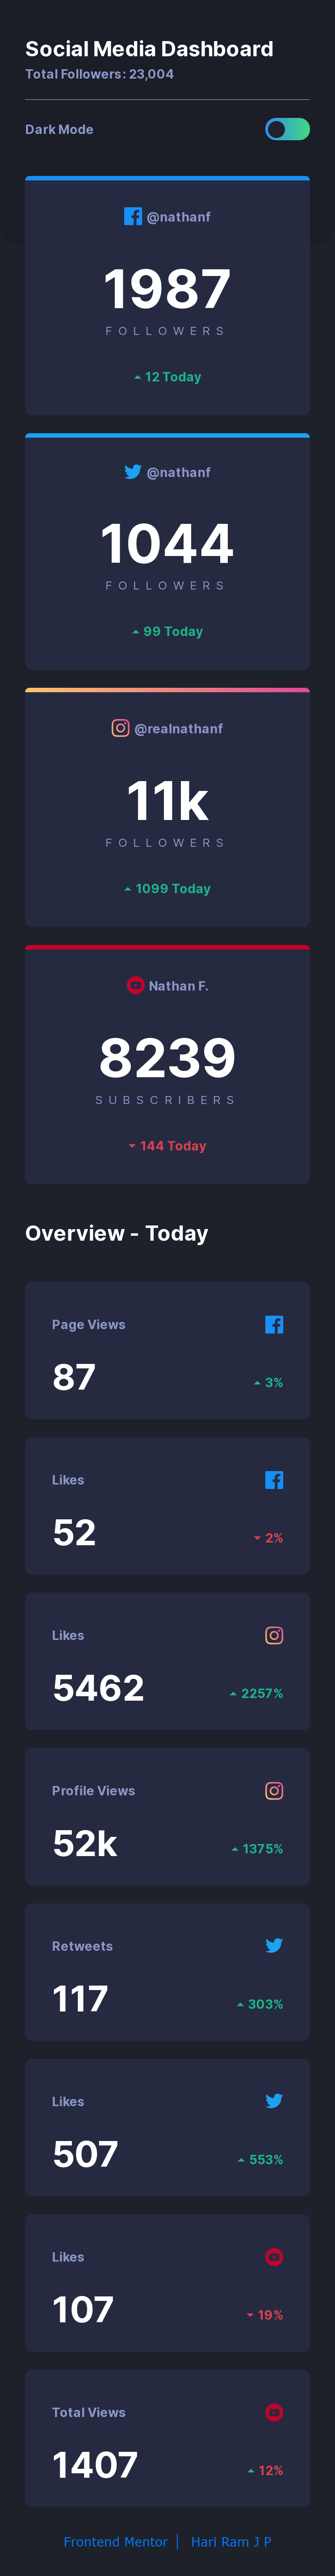 Social Media Dashboard
Total Followers: 23,004
Dark Mode
@nathanf
1987
FOLLOWERS
12 Today
@nathanf
1044
FOLLOWERS
99 Today
@realnathanf
11k
FOLLOWERS
1099 Today
Nathan F.
8239
SUBSCRIBERS
144 Today
Overview - Today
Page Views
87
3%
Likes
52
2%
Likes
5462
2257%
Profile Views
52k
1375%
Retweets
117
303%
Likes
507
553%
Likes
107
19%
Total Views
1407
12%
Frontend Mentor | Hari Ram J P